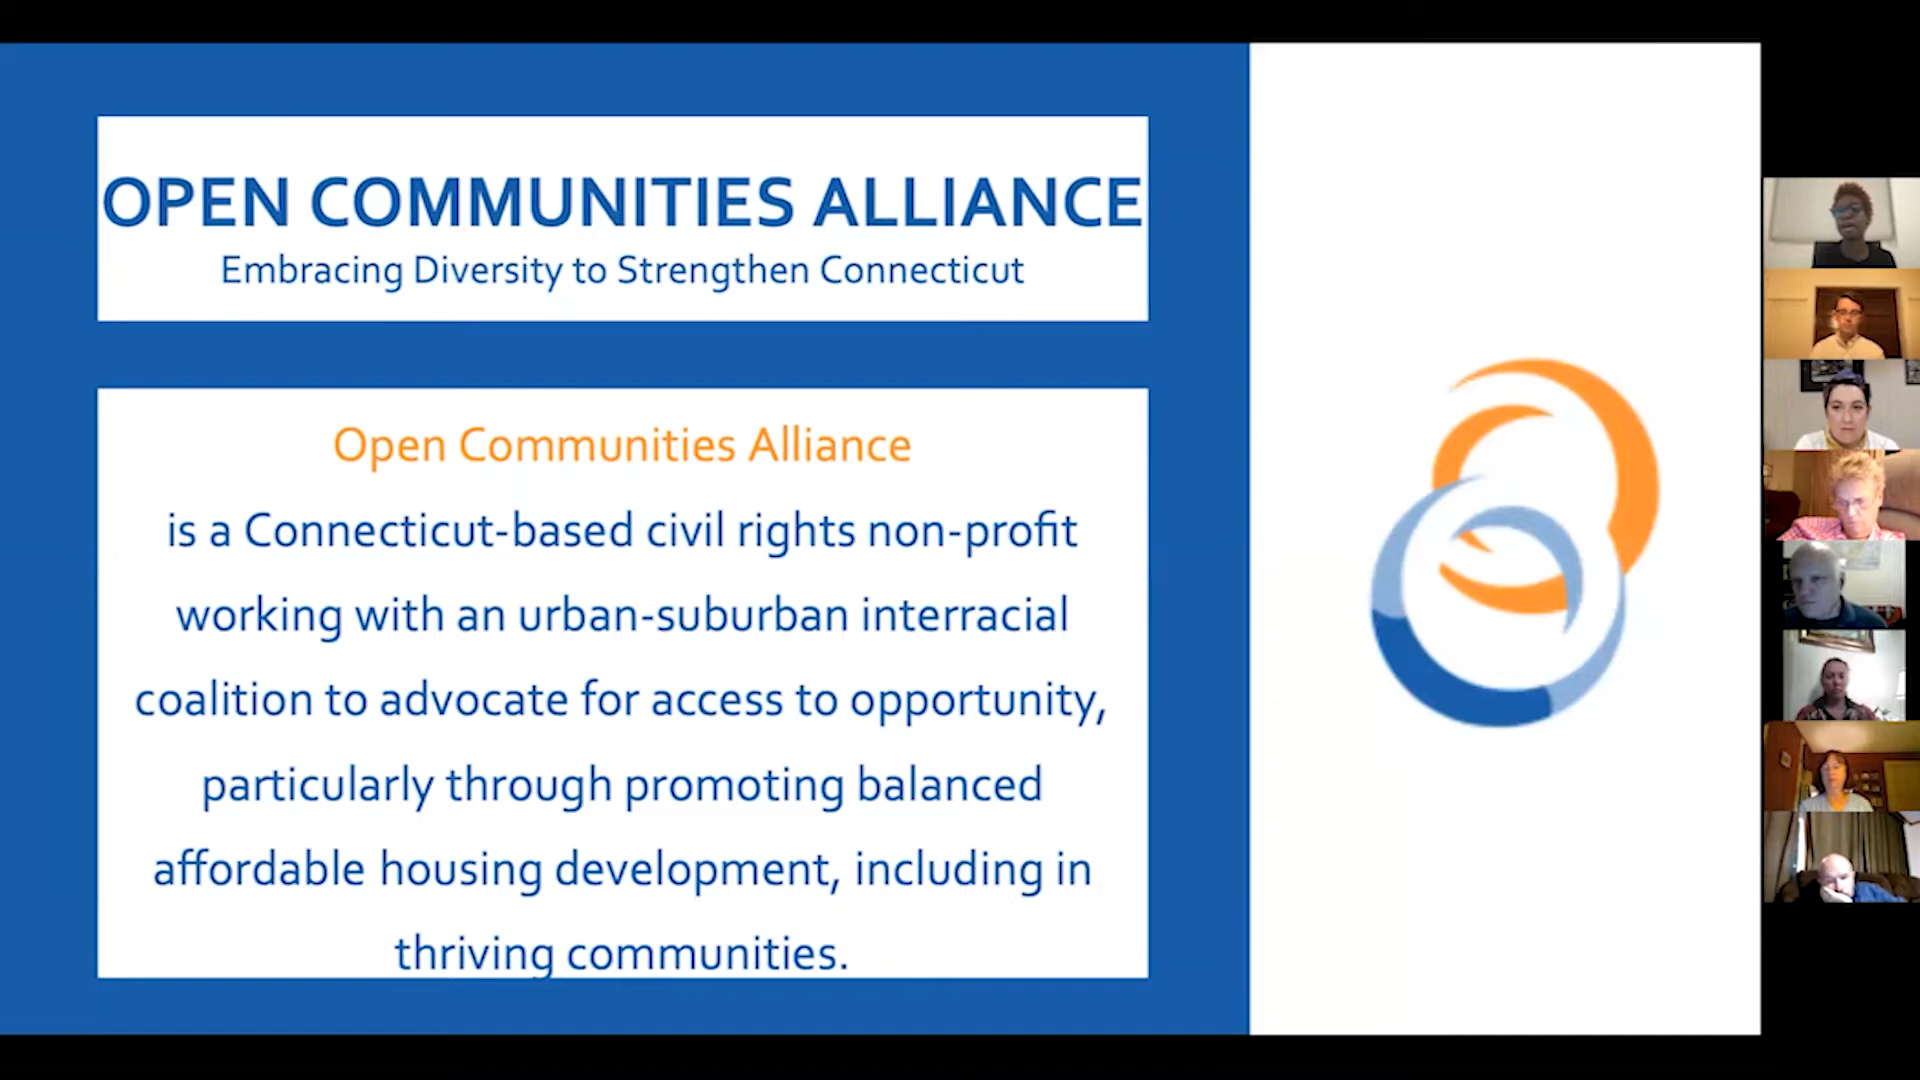 OPEN COMMUNITIES ALLIANCE
Embracing Diversity to Strengthen Connecticut
Open Communities Alliance
is a Connecticut-based civil rights non-profit
working with an urban-suburban interracial
coalition to advocate for access to opportunity,
particularly through promoting balanced
affordable housing development, including in
thriving communities.